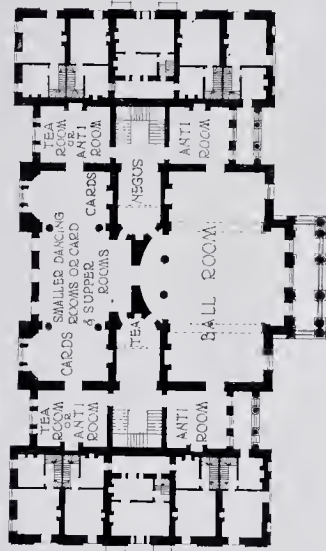 TEA
ROOM
OR
ANTI
ROOM
NEGUS
ANTI
ROOM
CARDS
SMALLER DANCING
ROOMS OR CARD
& SUPPER
ROOMS
CARDS
TEA
BALL ROOM
TEA
ROOM
OR
ANTI
ROOM
ANTI
ROOM